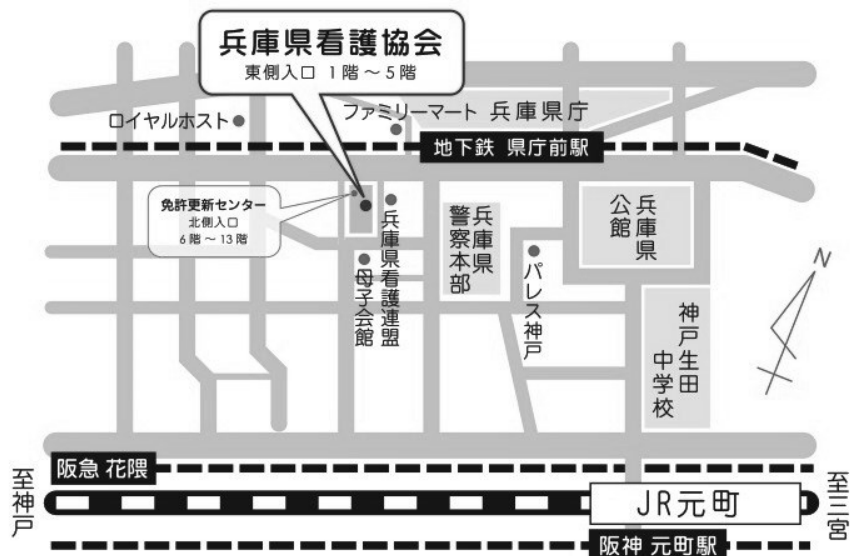 兵庫県看護協会
東側入口 1階～5階
ロイヤルホスト
ファミリーマート
兵庫県庁
地下鉄 県庁前駅
免許更新センター
北側入口
6階～13階
兵庫県看護連盟
母子会館
兵庫県
警察本部
パレス神戸
兵庫県
公館
神戸生田
中学校
N
阪急 花隈
至神戸
JR元町
至三宮
阪神 元町駅